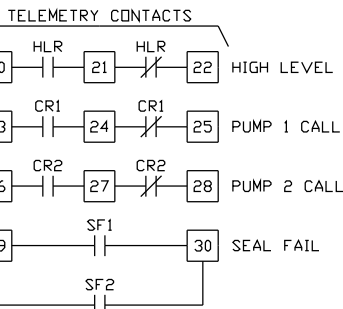 TELEMETRY CONTACTS
HLR HLR
21 22 HIGH LEVEL
CR1 CR1
24 25 PUMP 1 CALL
CR2 CR2
27 28 PUMP 2 CALL
SF1
30 SEAL FAIL
SF2